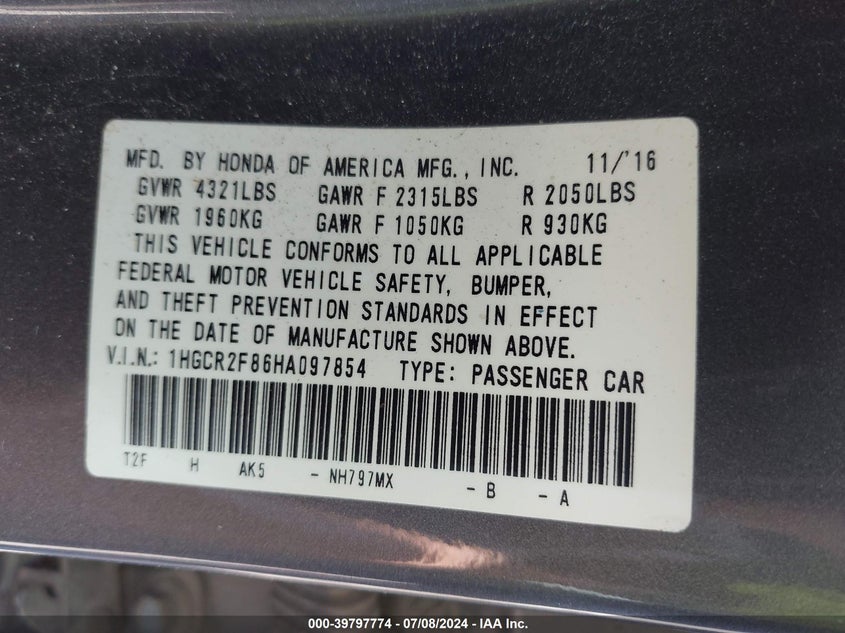 MFD. BY HONDA OF AMERICA MFG., INC. 11/'16
GVWR 4321LBS GAWR F 2315LBS R 2050LBS
GVWR 1960KG GAWR F 1050KG R 930KG
THIS VEHICLE CONFORMS TO ALL APPLICABLE
FEDERAL MOTOR VEHICLE SAFETY, BUMPER,
AND THEFT PREVENTION STANDARDS IN EFFECT
ON THE DATE OF MANUFACTURE SHOWN ABOVE.
V.I.N.: 1HGCR2F86HA097854 TYPE: PASSENGER CAR
T2F H AK5 - NH797MX - B - A
000-39797774 / 07/08/2024 - IAA Inc.